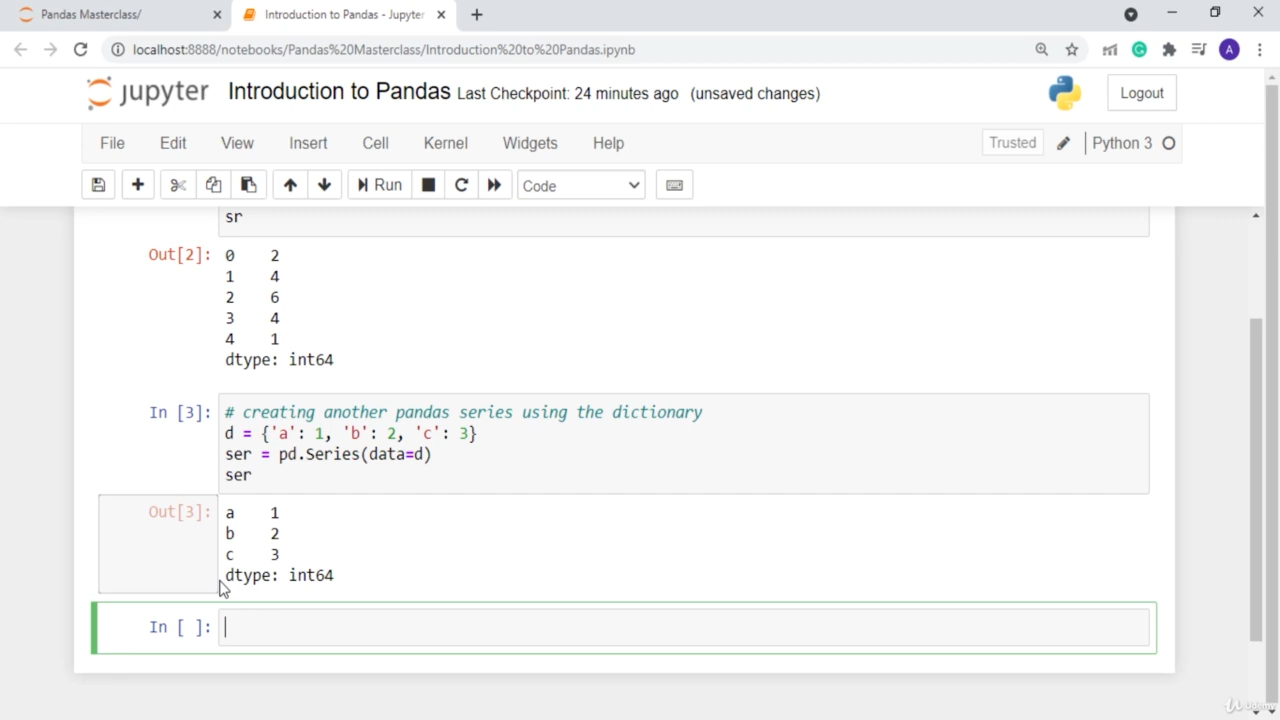 Pandas Masterclass/
Introduction to Pandas - Jupyter
localhost:8888/notebooks/Pandas%20Masterclass/Introduction%20to%20Pandas.ipynb
A
jupyter Introduction to Pandas Last Checkpoint: 24 minutes ago (unsaved changes)
Logout
File Edit View Insert Cell Kernel Widgets Help
Trusted
Python 3
Run
Code
sr
Out[2]: 0 2
1 4
2 6
3 4
4 1
dtype: int64
In [3]: # creating another pandas series using the dictionary
d = {'a': 1, 'b': 2, 'c': 3}
ser = pd.Series(data=d)
ser
Out[3]: a 1
b 2
c 3
dtype: int64
In [ ]:
Udemy